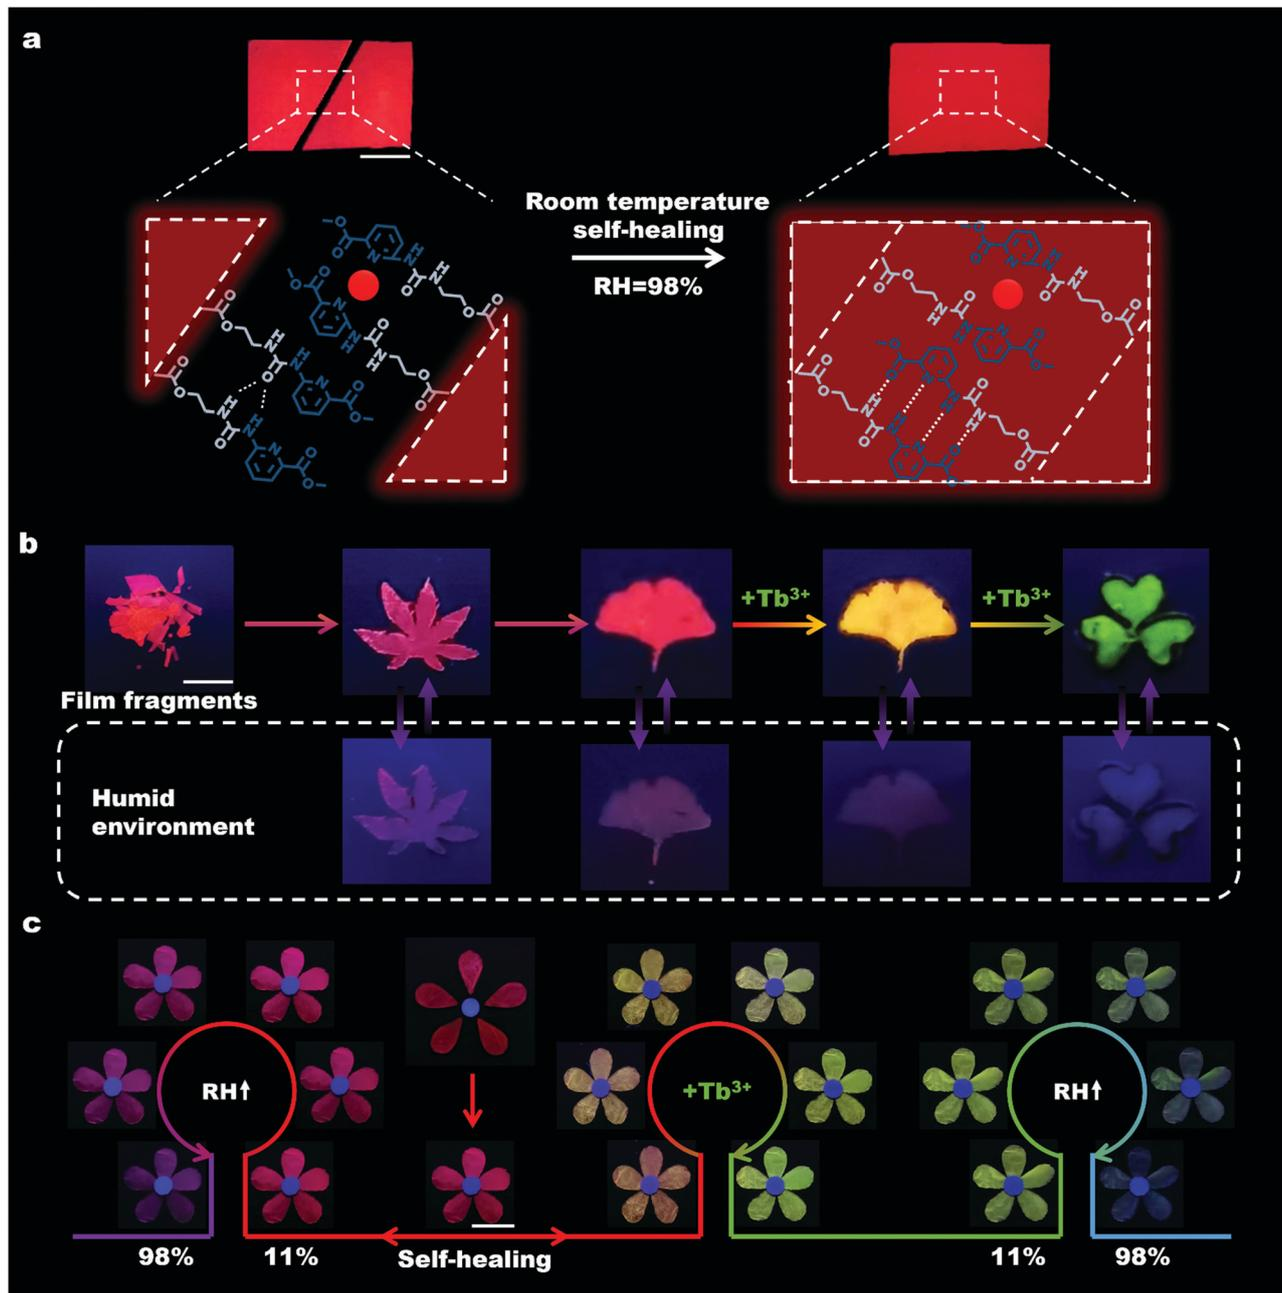 a
Room temperature
self-healing
RH=98%
b
+Tb³⁺
+Tb³⁺
Film fragments
Humid
environment
c
RH↑
+Tb³⁺
RH↑
98%
11%
Self-healing
11%
98%